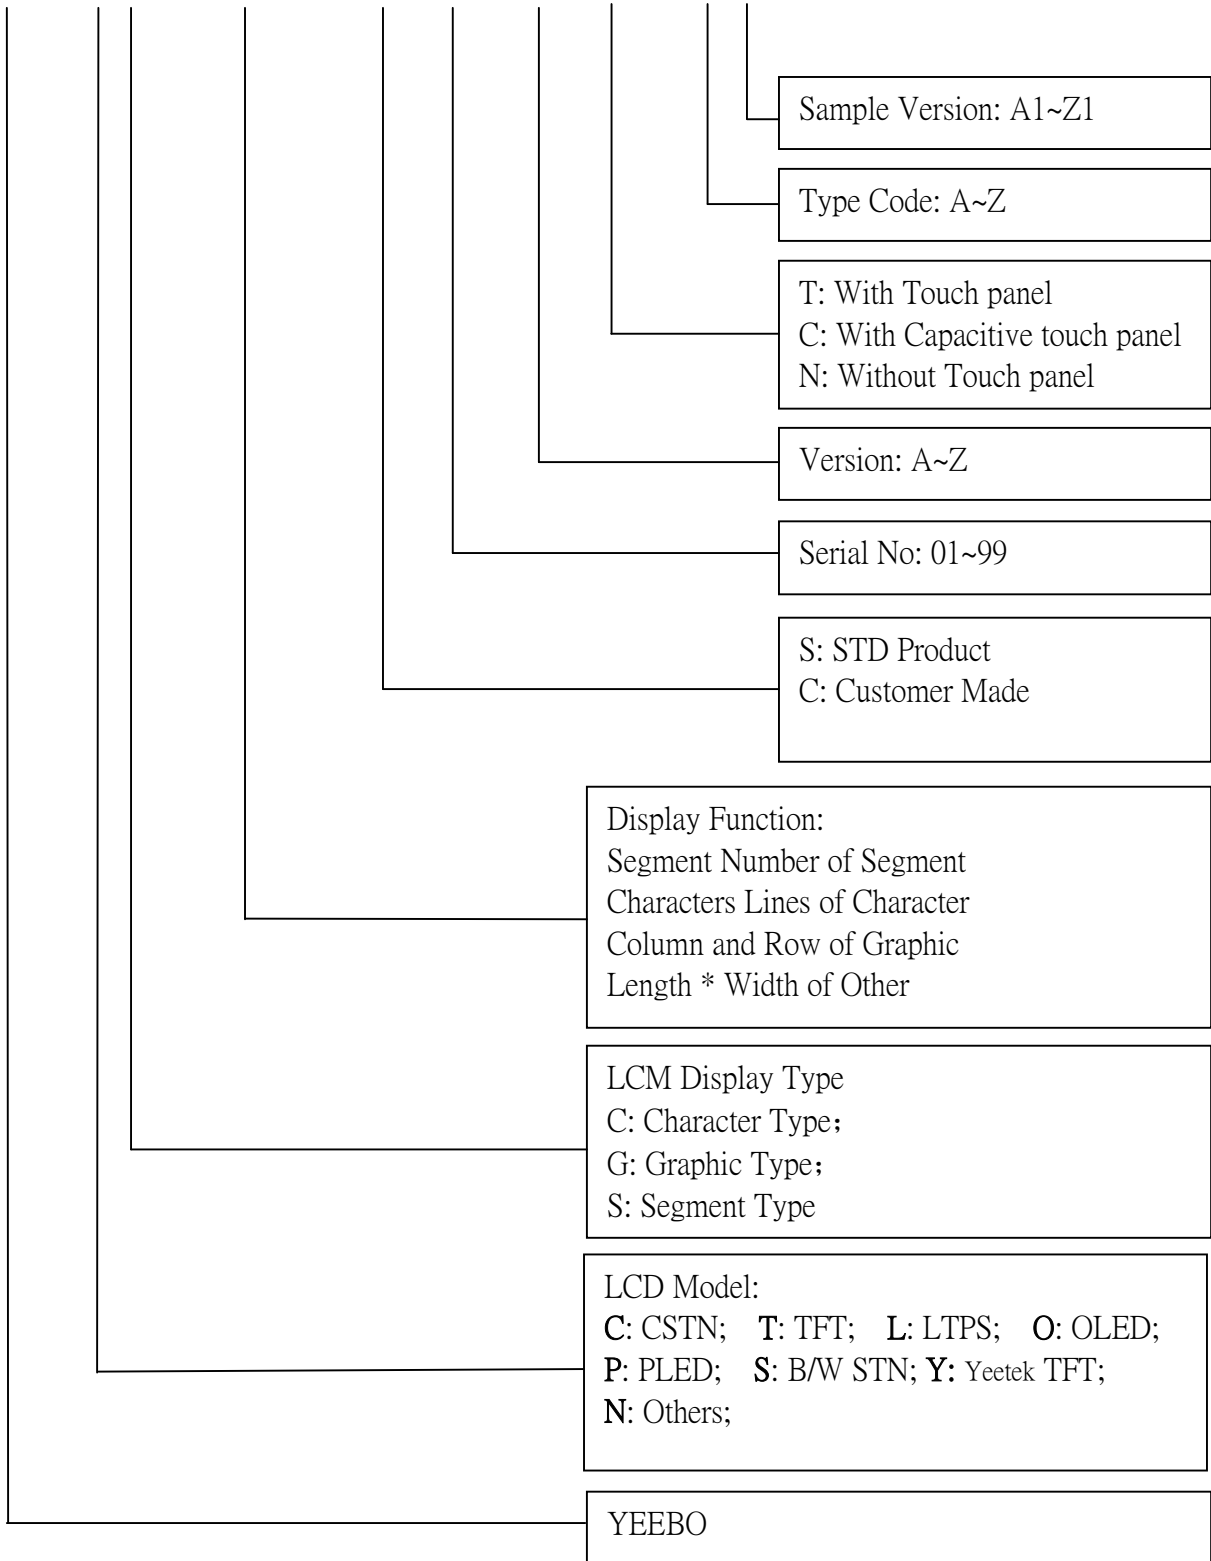 Sample Version: A1~Z1
Type Code: A~Z
T: With Touch panel
C: With Capacitive touch panel
N: Without Touch panel
Version: A~Z
Serial No: 01~99
S: STD Product
C: Customer Made
Display Function:
Segment Number of Segment
Characters Lines of Character
Column and Row of Graphic
Length * Width of Other
LCM Display Type
C: Character Type；
G: Graphic Type；
S: Segment Type
LCD Model:
C: CSTN; T: TFT; L: LTPS; O: OLED;
P: PLED; S: B/W STN; Y: Yeetek TFT;
N: Others;
YEEBO